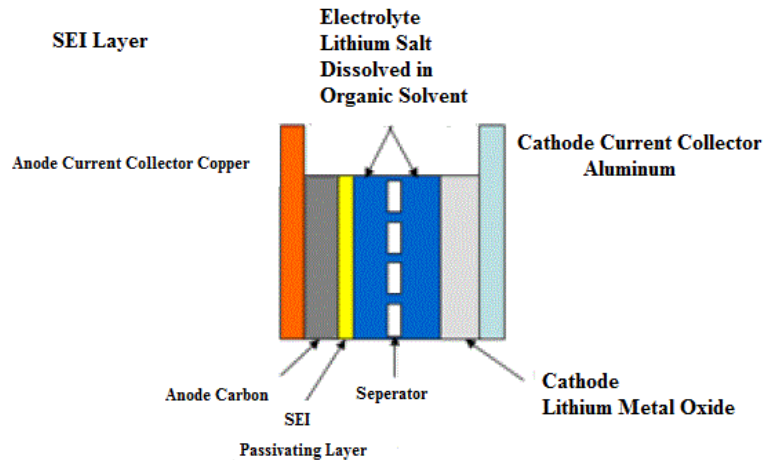 SEI Layer
Electrolyte
Lithium Salt
Dissolved in
Organic Solvent
Anode Current Collector Copper
Cathode Current Collector
Aluminum
Anode Carbon
SEI
Passivating Layer
Seperator
Cathode
Lithium Metal Oxide